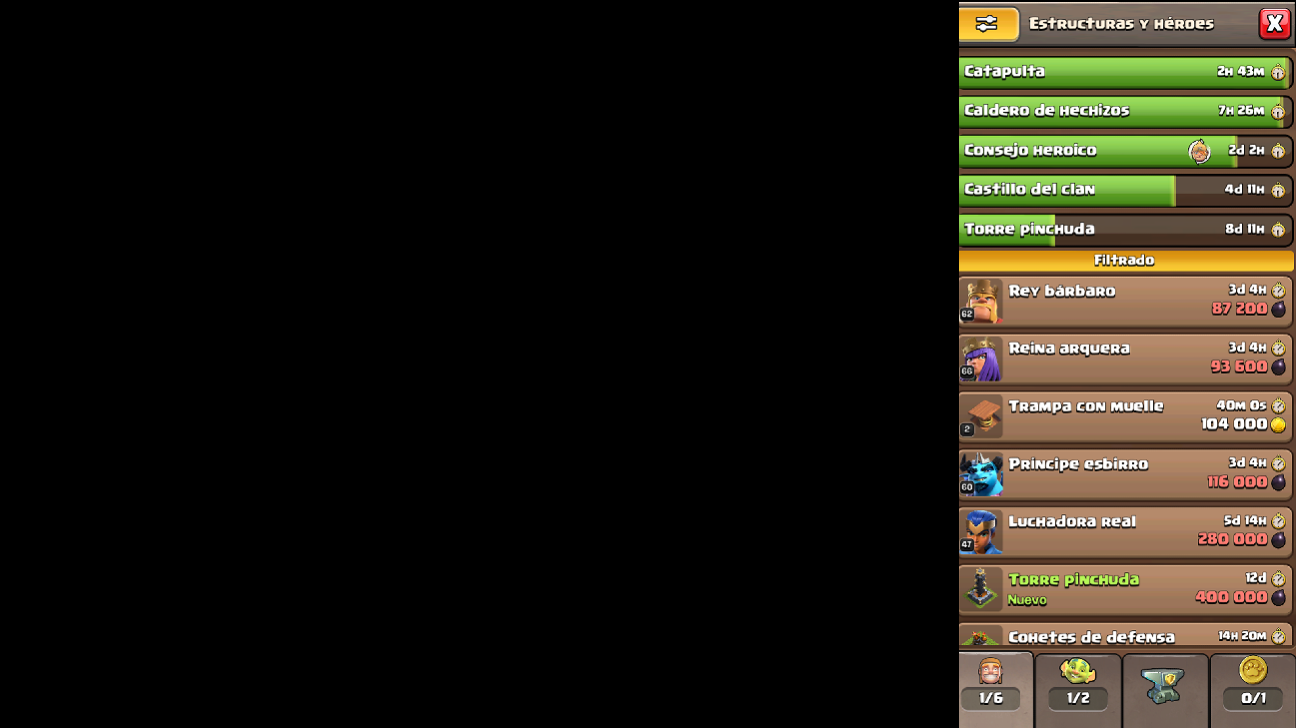 Estructuras y héroes
X
Catapulta 2h 43m
Caldero de hechizos 7h 26m
Consejo heroico 2d 2h
Castillo del clan 4d 11h
Torre pinchuda 8d 11h
Filtrado
Rey bárbaro 3d 4h
62 87 200
Reina arquera 3d 4h
66 93 600
Trampa con muelle 40m 0s
2 104 000
Príncipe esbirro 3d 4h
60 116 000
Luchadora real 5d 14h
47 280 000
Torre pinchuda 12d
Nuevo 400 000
Cohetes de defensa 14h 20m
1/6 1/2 0/1